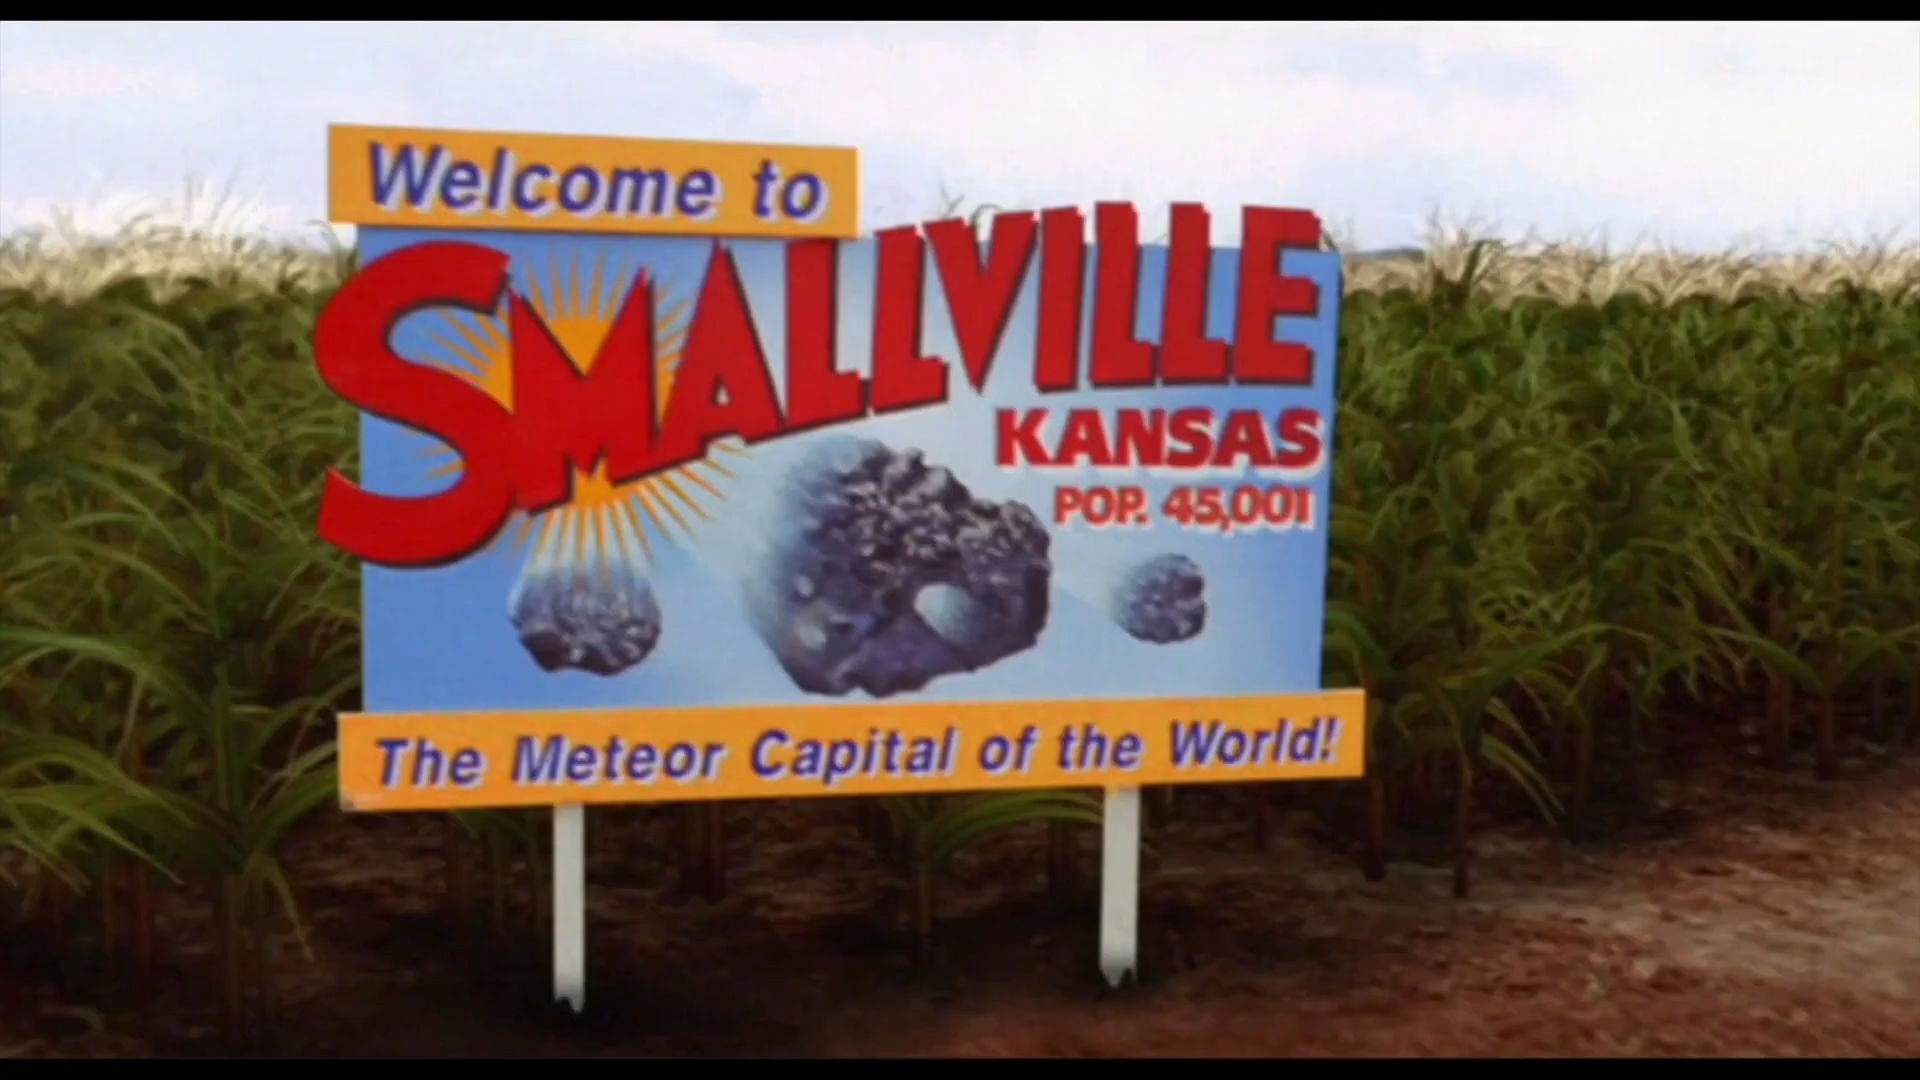 Welcome to
SMALLVILLE
KANSAS
POP. 45,001
The Meteor Capital of the World!